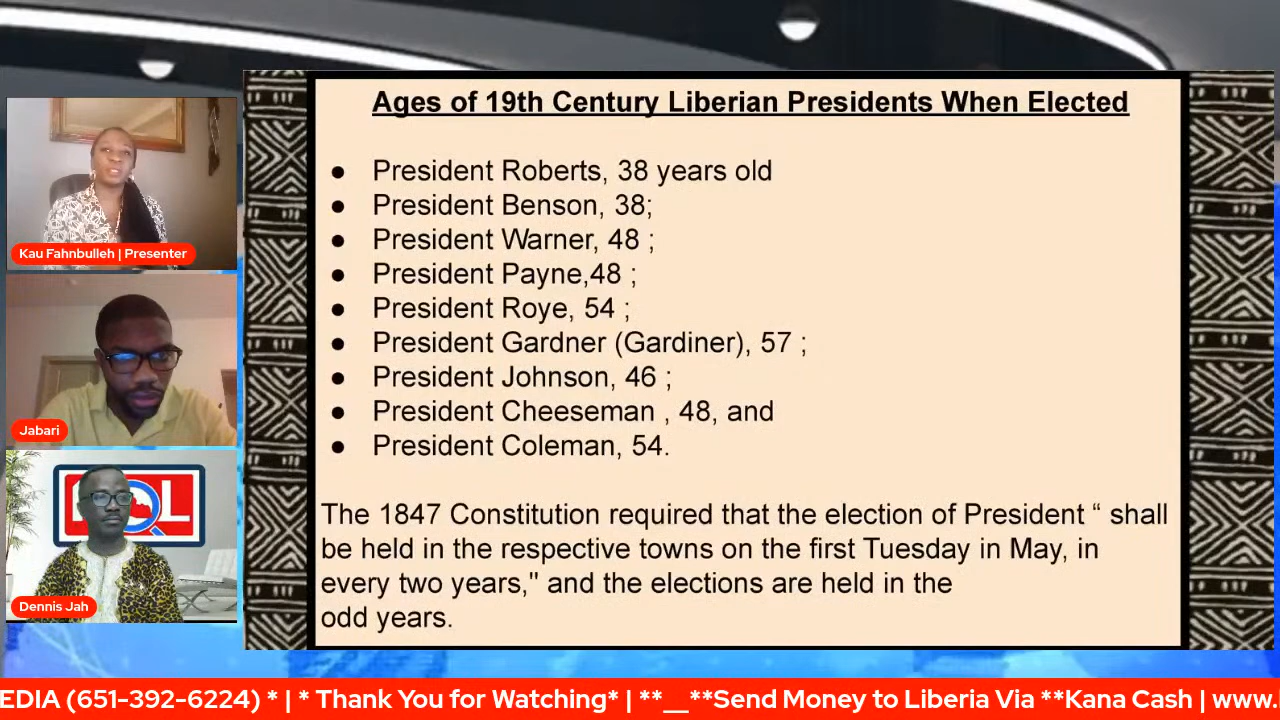 Ages of 19th Century Liberian Presidents When Elected
● President Roberts, 38 years old
● President Benson, 38;
● President Warner, 48 ;
● President Payne,48 ;
● President Roye, 54 ;
● President Gardner (Gardiner), 57 ;
● President Johnson, 46 ;
● President Cheeseman , 48, and
● President Coleman, 54.
The 1847 Constitution required that the election of President “ shall
be held in the respective towns on the first Tuesday in May, in
every two years," and the elections are held in the
odd years.
Kau Fahnbulleh | Presenter
Jabari
Dennis Jah
EDIA (651-392-6224) * | * Thank You for Watching* | **__**Send Money to Liberia Via **Kana Cash | www.